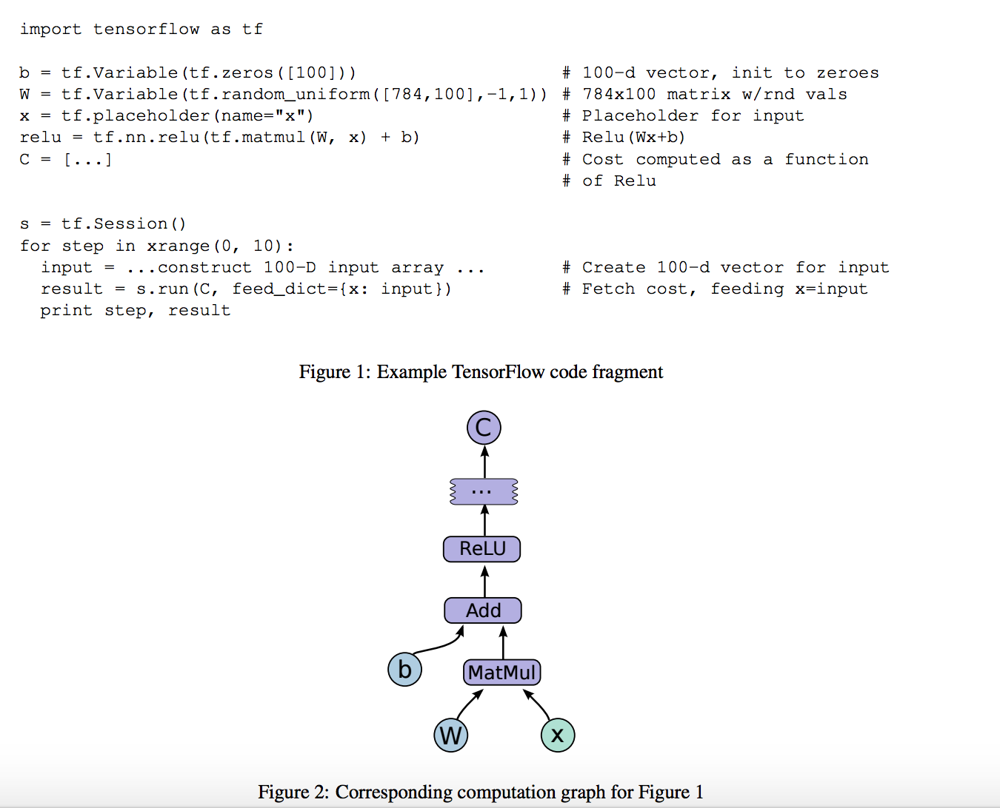 import tensorflow as tf
b = tf.Variable(tf.zeros([100])) # 100-d vector, init to zeroes
W = tf.Variable(tf.random_uniform([784,100],-1,1)) # 784x100 matrix w/rnd vals
x = tf.placeholder(name="x") # Placeholder for input
relu = tf.nn.relu(tf.matmul(W, x) + b) # Relu(Wx+b)
C = [...] # Cost computed as a function
# of Relu
s = tf.Session()
for step in xrange(0, 10):
input = ...construct 100-D input array ... # Create 100-d vector for input
result = s.run(C, feed_dict={x: input}) # Fetch cost, feeding x=input
print step, result
Figure 1: Example TensorFlow code fragment
C
...
ReLU
Add
b
MatMul
W
x
Figure 2: Corresponding computation graph for Figure 1